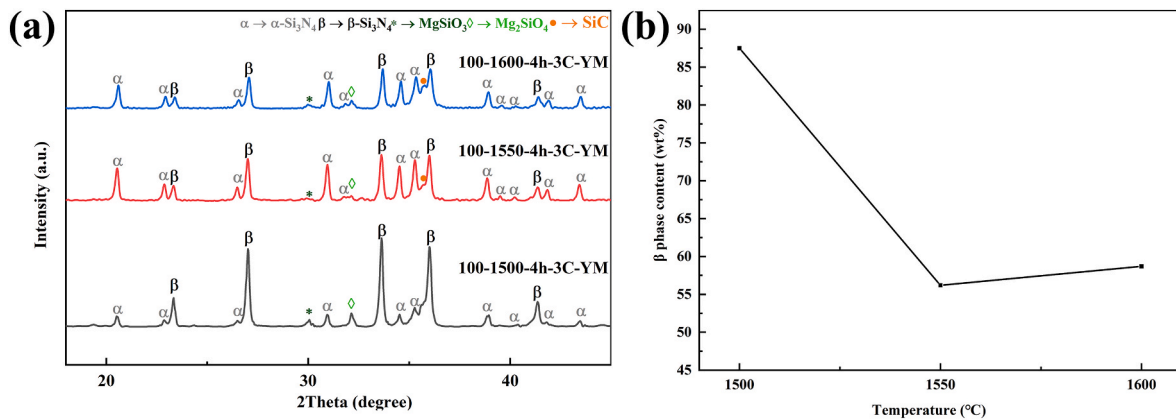 (a)
α → α-Si₃N₄ β → β-Si₃N₄ * → MgSiO₃ ◊ → Mg₂SiO₄ ● → SiC
100-1600-4h-3C-YM
α α β α β * α α ◊ β α α ● β α α α β α α
100-1550-4h-3C-YM
α α β α β * α α ◊ β α α ● β α α α β α α
100-1500-4h-3C-YM
α α β α β * α ◊ β α α β α α β α α
Intensity (a.u.)
20 30 40
2Theta (degree)
(b)
β phase content (wt%)
90
85
80
75
70
65
60
55
50
45
1500 1550 1600
Temperature (℃)